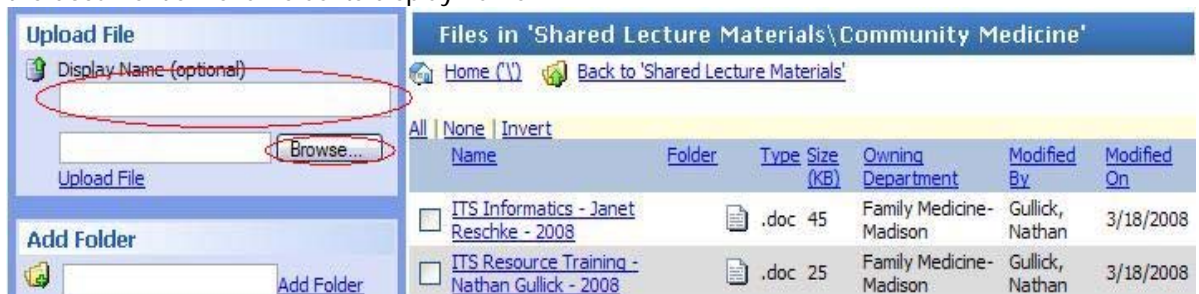 Upload File
Display Name (optional)
Browse...
Upload File
Add Folder
Add Folder
Files in 'Shared Lecture Materials\Community Medicine'
Home ('\') Back to 'Shared Lecture Materials'
All | None | Invert
Name Folder Type Size (KB) Owning Department Modified By Modified On
ITS Informatics - Janet Reschke - 2008 .doc 45 Family Medicine-Madison Gullick, Nathan 3/18/2008
ITS Resource Training - Nathan Gullick - 2008 .doc 25 Family Medicine-Madison Gullick, Nathan 3/18/2008